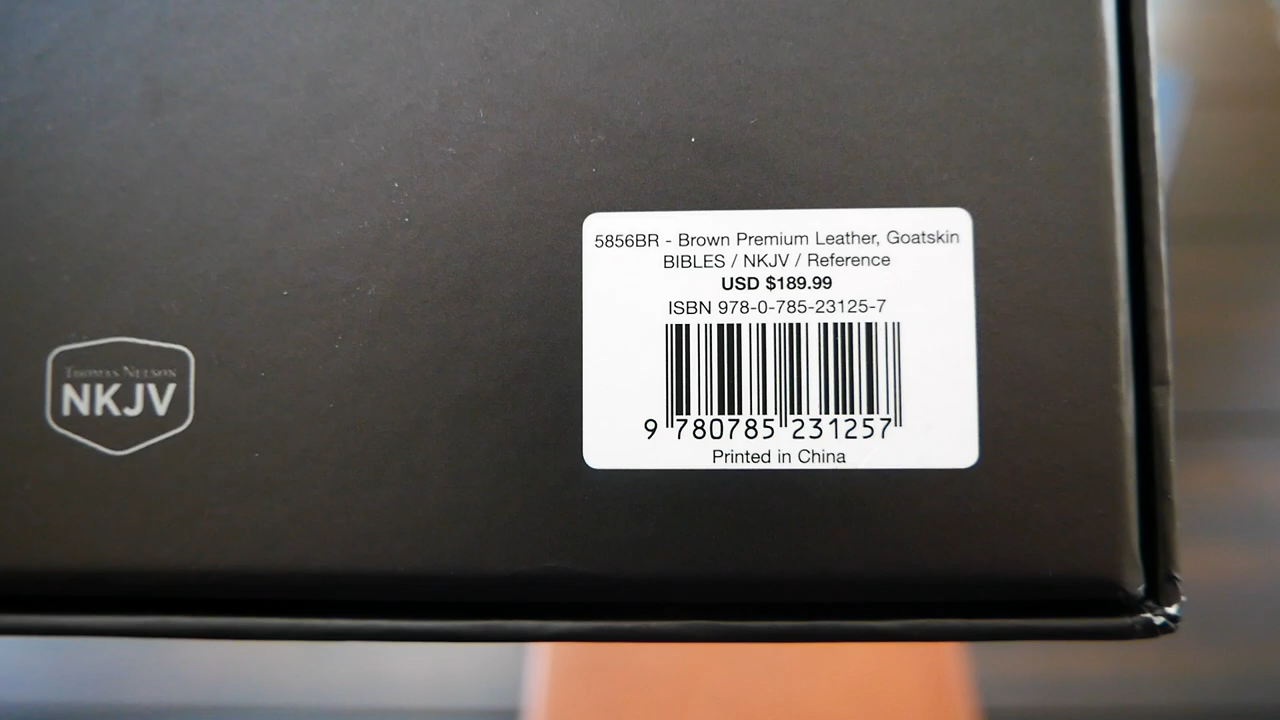 5856BR - Brown Premium Leather, Goatskin
BIBLES / NKJV / Reference
USD $189.99
ISBN 978-0-785-23125-7
9 780785 231257
Printed in China
THOMAS NELSON
NKJV